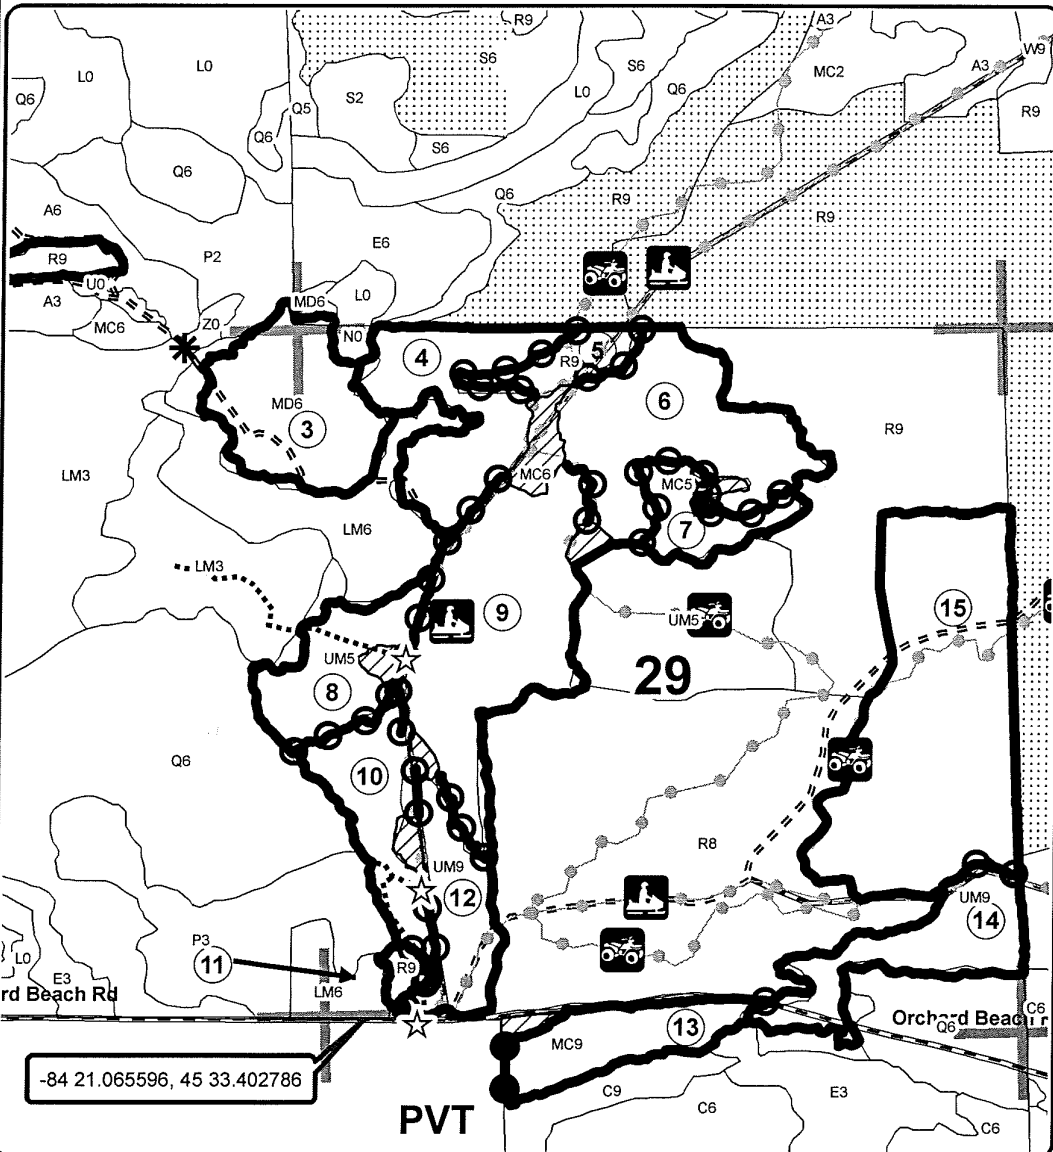 R9
A3
W9
S6
L0
L0
S6
MC2
A3
Q6
S2
Q5
L0
Q6
R9
Q6
S6
Q6
Q6
R9
A6
R9
E6
R9
P2
U0
A3
MD6
L0
MC6
Z0
N0
4
R9
5
MD6
3
6
R9
LM3
MC6
MC5
7
LM6
LM3
9
15
UM5
UM5
8
29
Q6
10
R8
UM9
12
UM9
14
P3
11
R9
L0
E3
LM6
rd Beach Rd
C6
Orchard Beach r
Q6
13
MC9
-84 21.065596, 45 33.402786
C9
E3
PVT
C6
C6